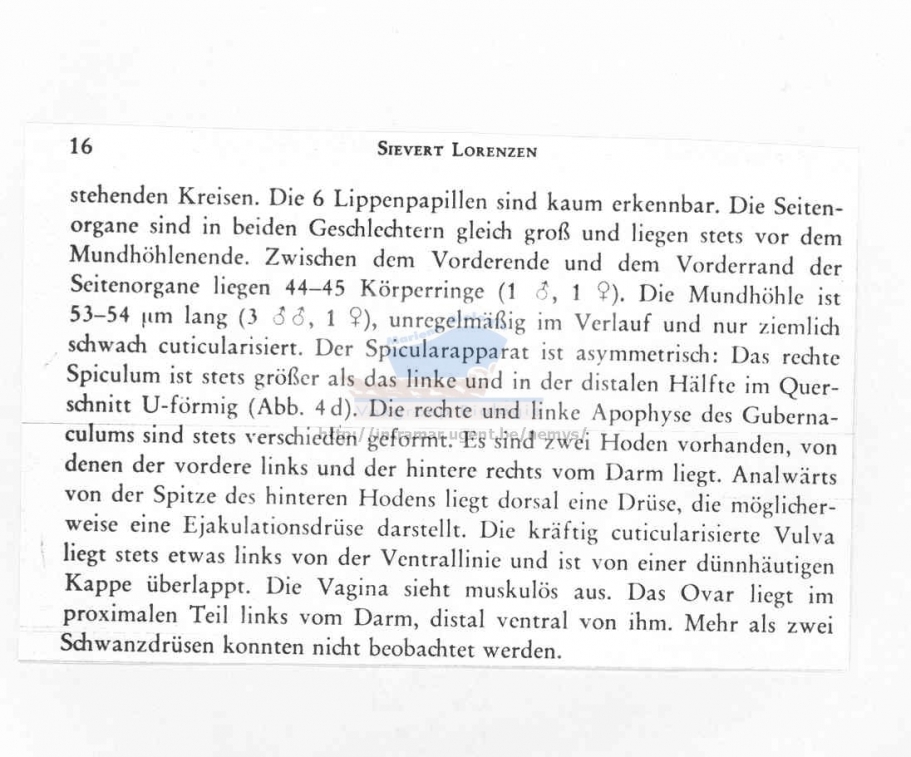 16 SIEVERT LORENZEN
stehenden Kreisen. Die 6 Lippenpapillen sind kaum erkennbar. Die Seiten-
organe sind in beiden Geschlechtern gleich groß und liegen stets vor dem
Mundhöhlenende. Zwischen dem Vorderende und dem Vorderrand der
Seitenorgane liegen 44–45 Körperringe (1 ♂, 1 ♀). Die Mundhöhle ist
53–54 µm lang (3 ♂♂, 1 ♀), unregelmäßig im Verlauf und nur ziemlich
schwach cuticularisiert. Der Spicularapparat ist asymmetrisch: Das rechte
Spiculum ist stets größer als das linke und in der distalen Hälfte im Quer-
schnitt U-förmig (Abb. 4 d). Die rechte und linke Apophyse des Guberna-
culums sind stets verschieden geformt. Es sind zwei Hoden vorhanden, von
denen der vordere links und der hintere rechts vom Darm liegt. Analwärts
von der Spitze des hinteren Hodens liegt dorsal eine Drüse, die möglicher-
weise eine Ejakulationsdrüse darstellt. Die kräftig cuticularisierte Vulva
liegt stets etwas links von der Ventrallinie und ist von einer dünnhäutigen
Kappe überlappt. Die Vagina sieht muskulös aus. Das Ovar liegt im
proximalen Teil links vom Darm, distal ventral von ihm. Mehr als zwei
Schwanzdrüsen konnten nicht beobachtet werden.